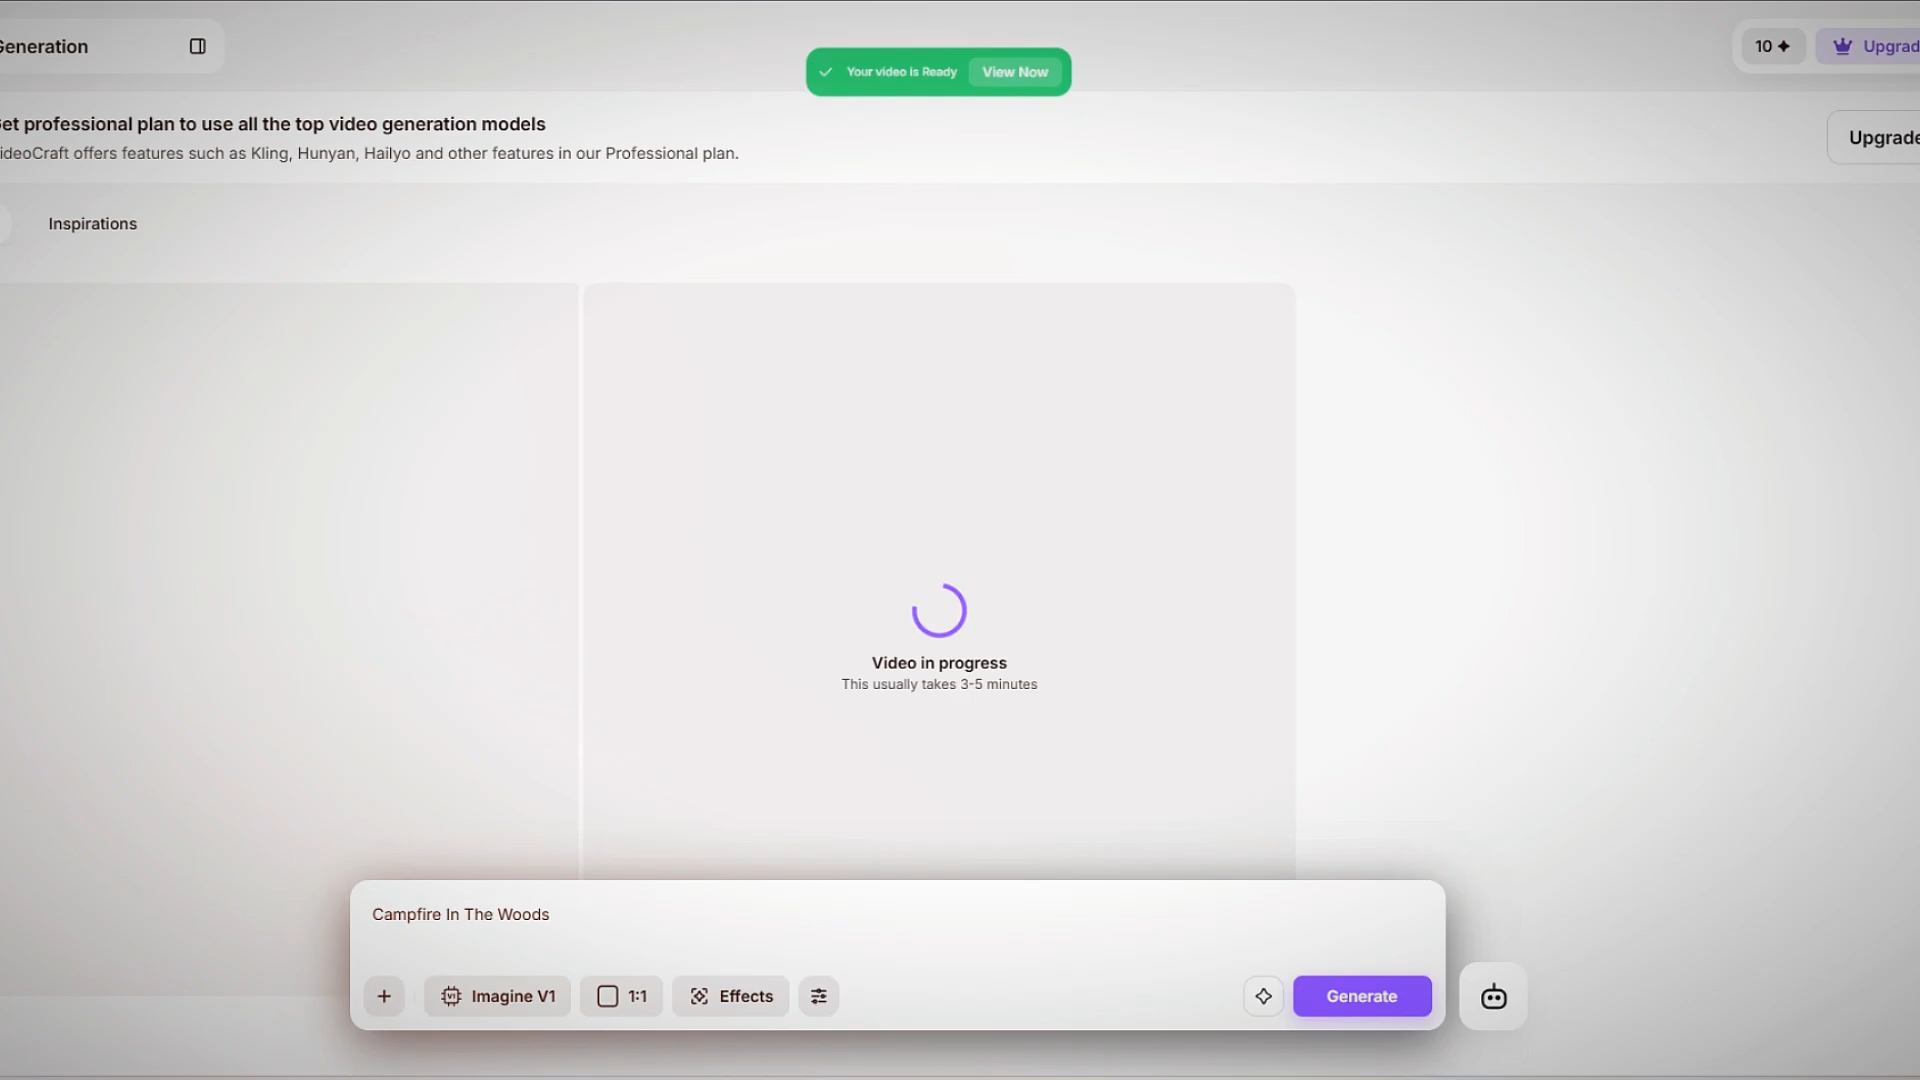 Generation
10
Your video is Ready
View Now
Get professional plan to use all the top video generation models
ideoCraft offers features such as Kling, Hunyan, Hailyo and other features in our Professional plan.
Upgrad
Upgrade
Inspirations
Video in progress
This usually takes 3-5 minutes
Campfire In The Woods
Imagine V1
1:1
Effects
Generate